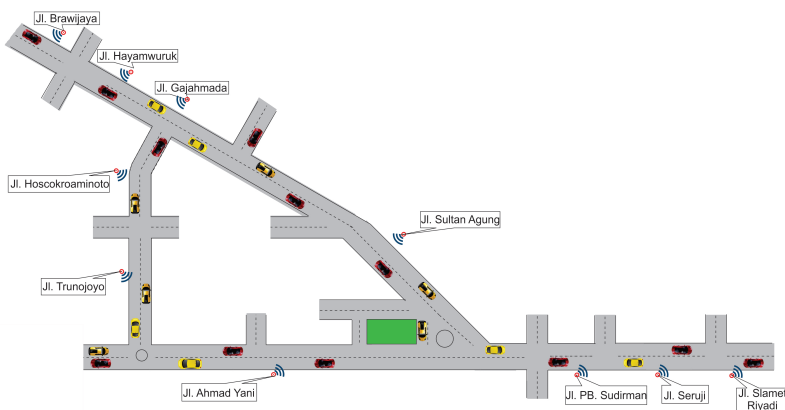 Jl. Brawijaya
Jl. Hayamwuruk
Jl. Gajahmada
Jl. Hoscokroaminoto
Jl. Sultan Agung
Jl. Trunojoyo
Jl. Ahmad Yani
Jl. PB. Sudirman
Jl. Seruji
Jl. Slamet
Riyadi